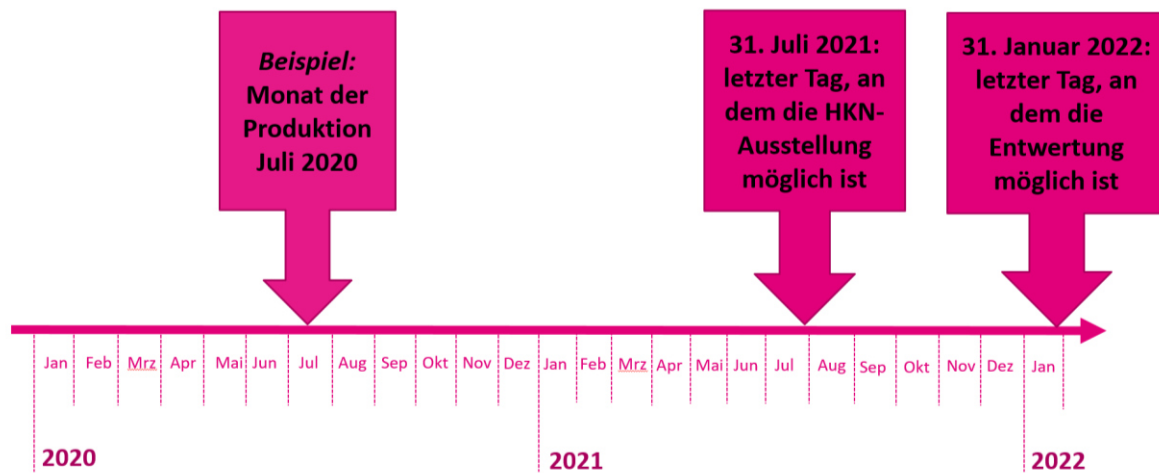 Beispiel:
Monat der
Produktion
Juli 2020
31. Juli 2021:
letzter Tag, an
dem die HKN-
Ausstellung
möglich ist
31. Januar 2022:
letzter Tag, an
dem die
Entwertung
möglich ist
Jan Feb Mrz Apr Mai Jun Jul Aug Sep Okt Nov Dez Jan Feb Mrz Apr Mai Jun Jul Aug Sep Okt Nov Dez Jan
2020 2021 2022